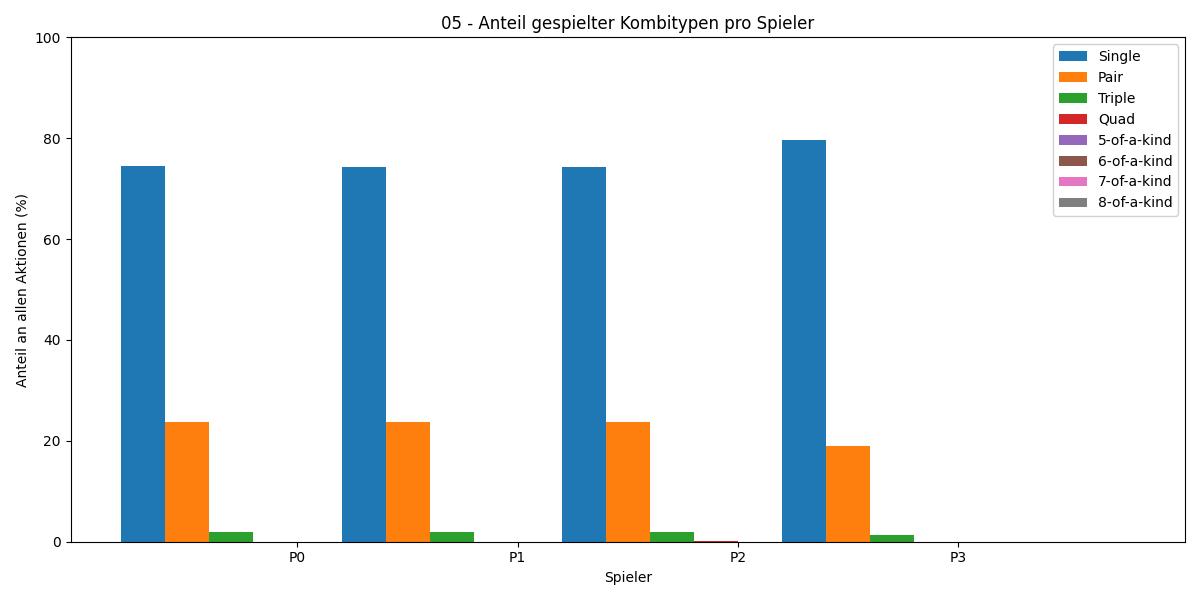 05 - Anteil gespielter Kombitypen pro Spieler
100
80
60
40
20
0
Anteil an allen Aktionen (%)
Single
Pair
Triple
Quad
5-of-a-kind
6-of-a-kind
7-of-a-kind
8-of-a-kind
P0 P1 P2 P3
Spieler